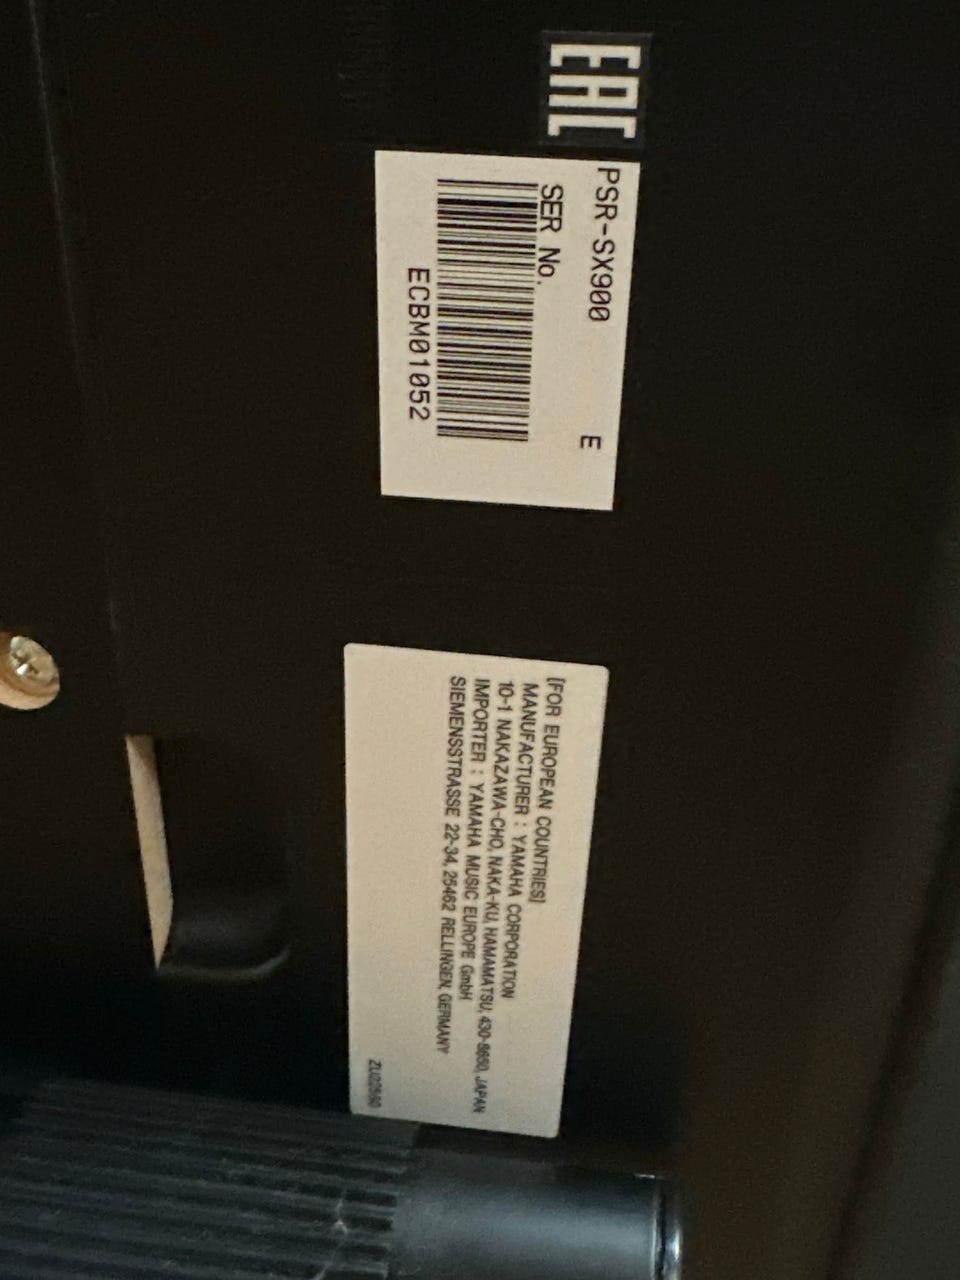 EAC
PSR-SX900 E
SER No.
ECBM01052
[FOR EUROPEAN COUNTRIES]
MANUFACTURER : YAMAHA CORPORATION
10-1 NAKAZAWA-CHO, NAKA-KU, HAMAMATSU, 430-8650, JAPAN
IMPORTER : YAMAHA MUSIC EUROPE GmbH
SIEMENSSTRASSE 22-34, 25462 RELLINGEN, GERMANY